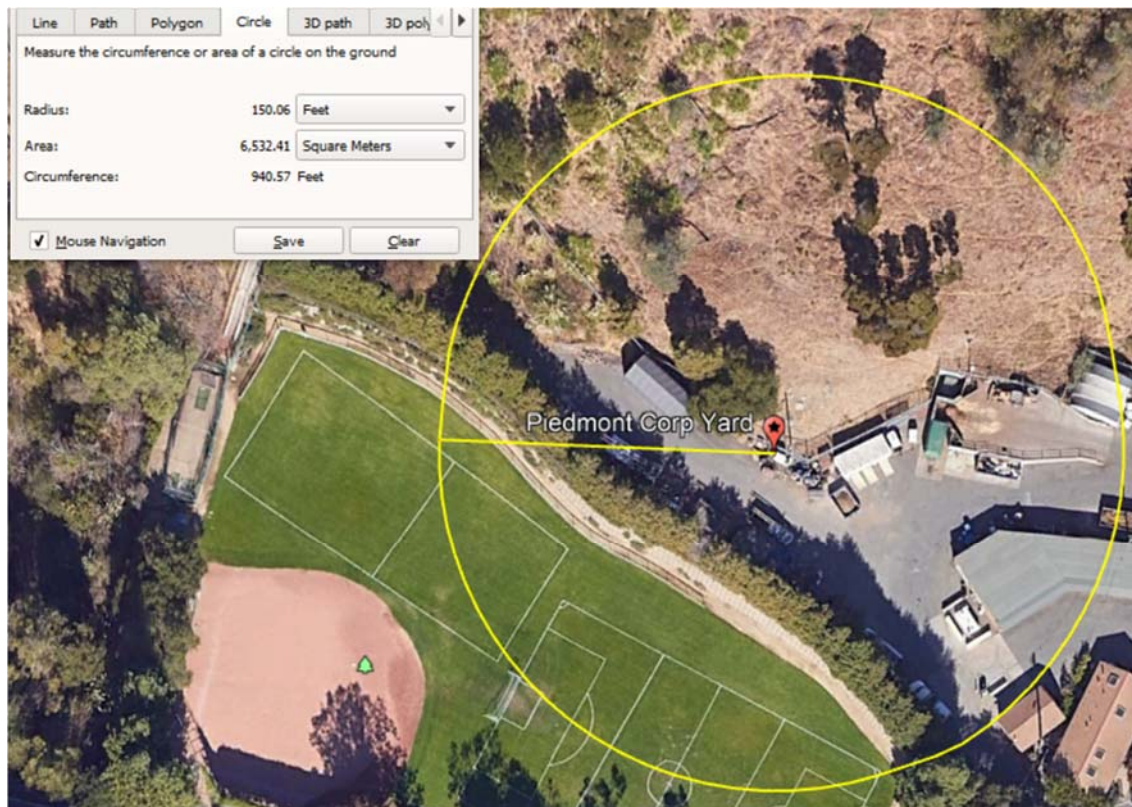 Line Path Polygon Circle 3D path 3D poly
Measure the circumference or area of a circle on the ground
Radius: 150.06 Feet
Area: 6,532.41 Square Meters
Circumference: 940.57 Feet
Mouse Navigation Save Clear
Piedmont Corp Yard